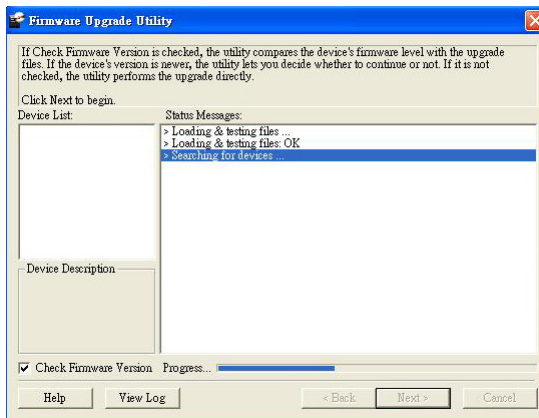 Firmware Upgrade Utility
If Check Firmware Version is checked, the utility compares the device's firmware level with the upgrade
files. If the device's version is newer, the utility lets you decide whether to continue or not. If it is not
checked, the utility performs the upgrade directly.
Click Next to begin.
Device List:
Status Messages:
> Loading & testing files ...
> Loading & testing files: OK
> Searching for devices ...
Device Description
Check Firmware Version
Progress...
Help
View Log
< Back
Next >
Cancel